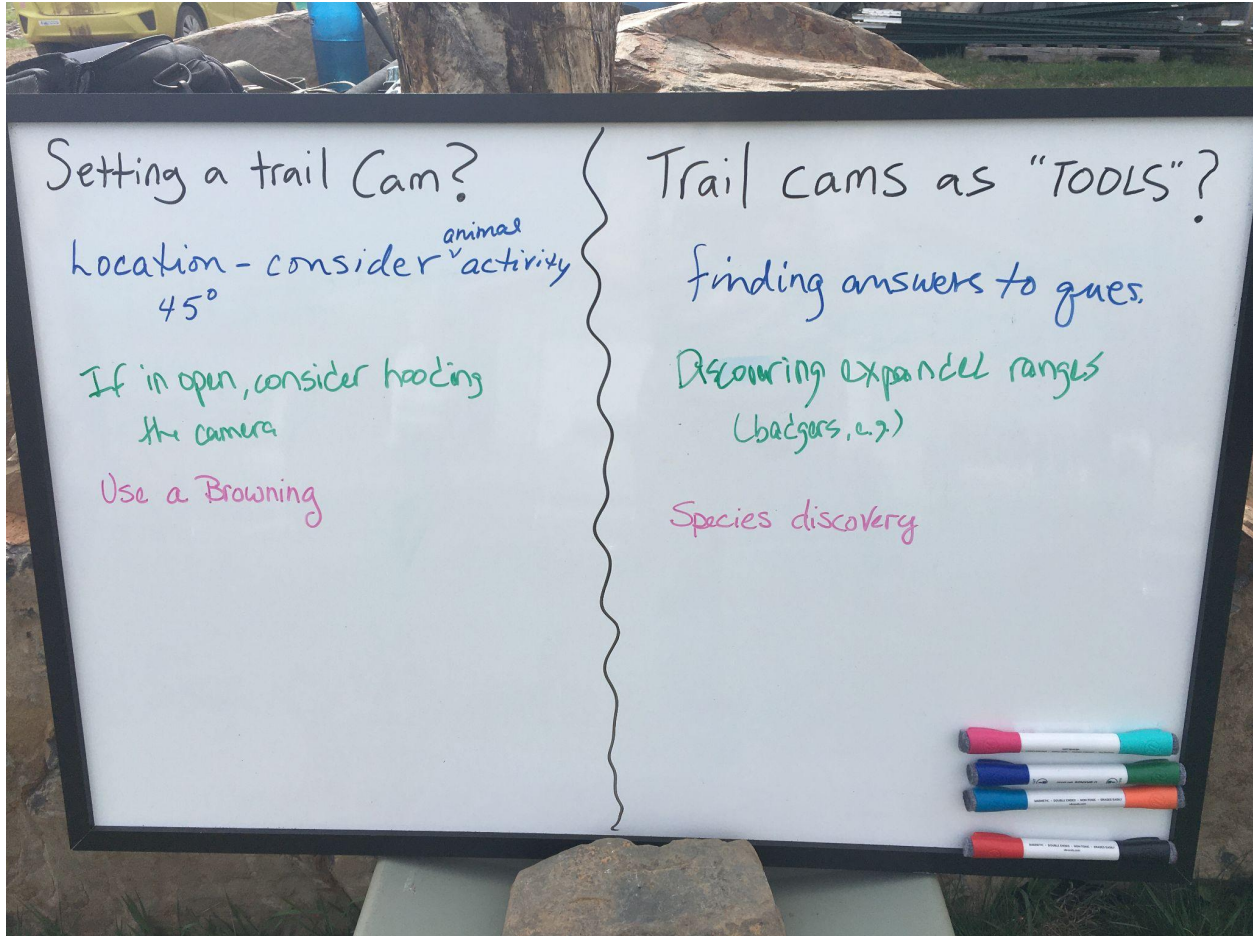 Setting a trail Cam?
Location - consider animal activity
45°
If in open, consider hooding
the camera
Use a Browning
Trail cams as "TOOLS"?
finding answers to ques.
Discovering expanded ranges
(badgers, e.g.)
Species discovery